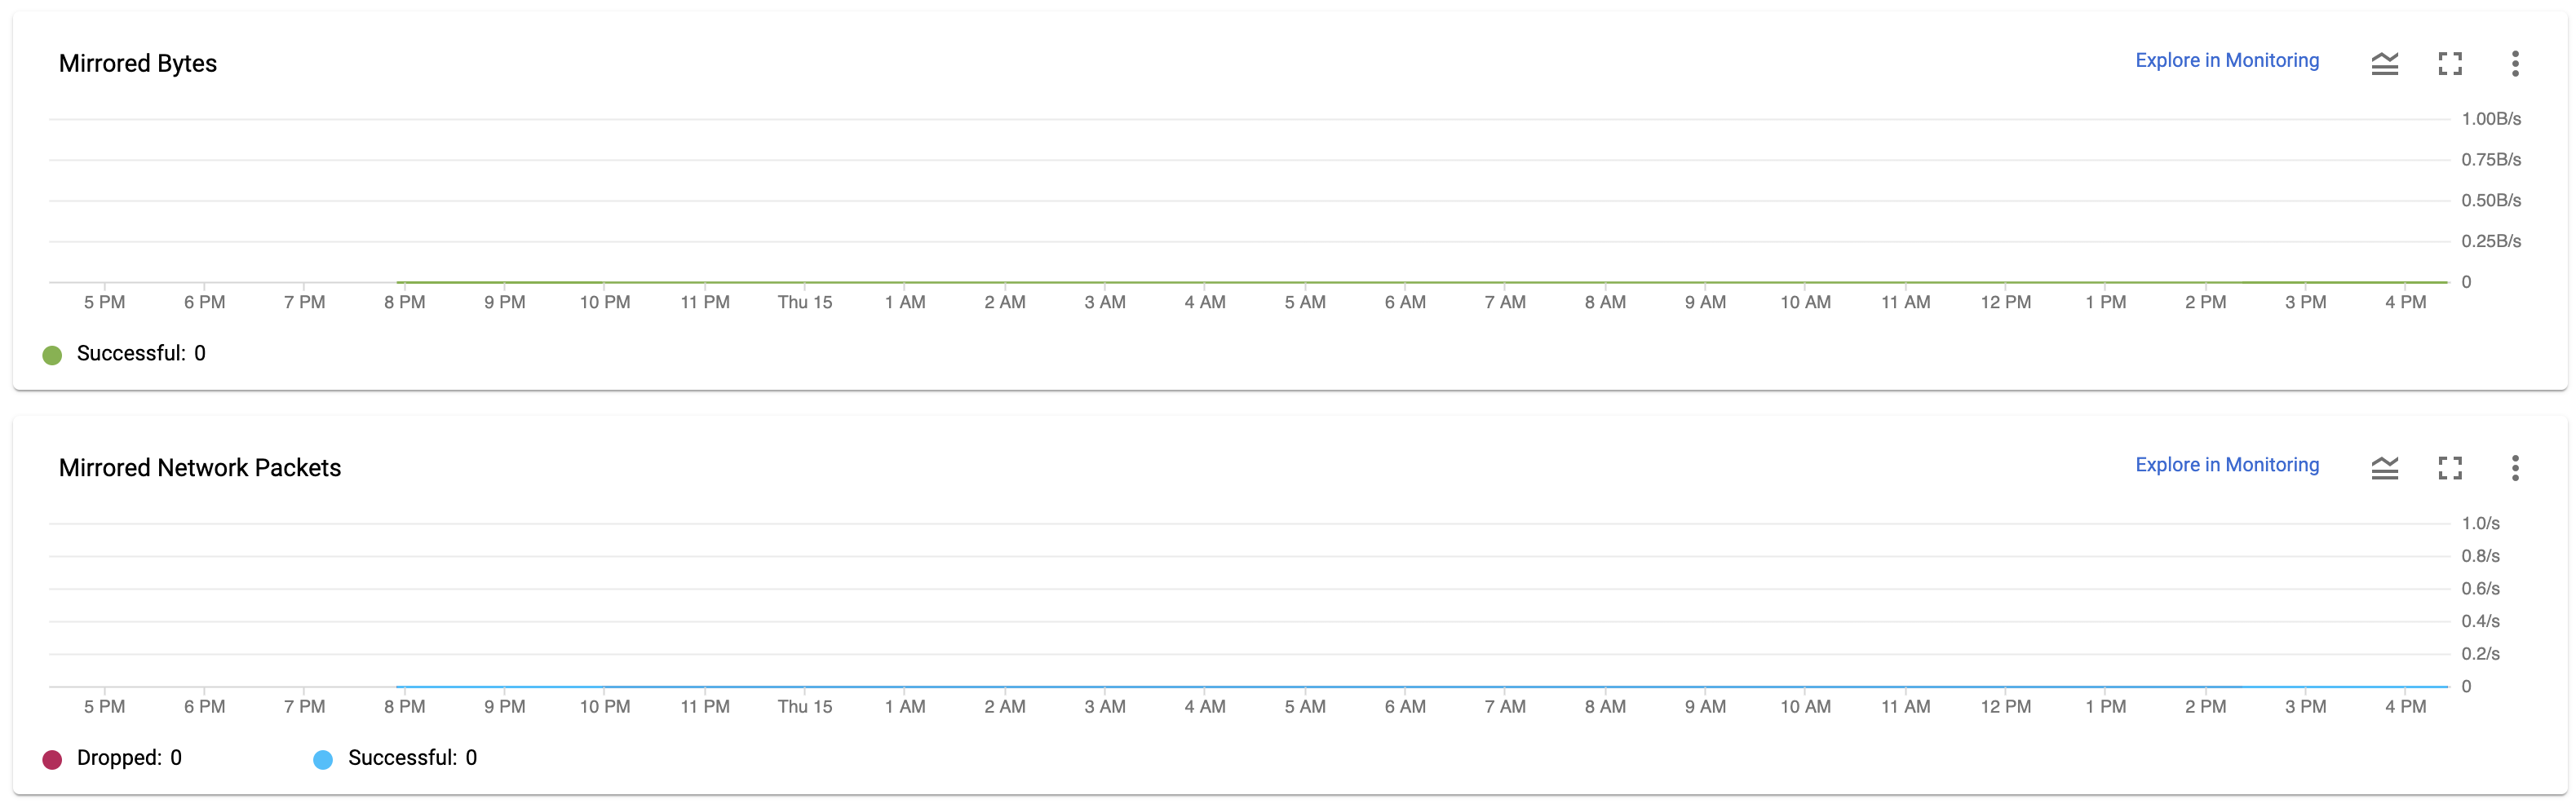 Mirrored Bytes
Explore in Monitoring
1.00B/s
0.75B/s
0.50B/s
0.25B/s
0
5 PM 6 PM 7 PM 8 PM 9 PM 10 PM 11 PM Thu 15 1 AM 2 AM 3 AM 4 AM 5 AM 6 AM 7 AM 8 AM 9 AM 10 AM 11 AM 12 PM 1 PM 2 PM 3 PM 4 PM
Successful: 0
Mirrored Network Packets
Explore in Monitoring
1.0/s
0.8/s
0.6/s
0.4/s
0.2/s
0
5 PM 6 PM 7 PM 8 PM 9 PM 10 PM 11 PM Thu 15 1 AM 2 AM 3 AM 4 AM 5 AM 6 AM 7 AM 8 AM 9 AM 10 AM 11 AM 12 PM 1 PM 2 PM 3 PM 4 PM
Dropped: 0 Successful: 0